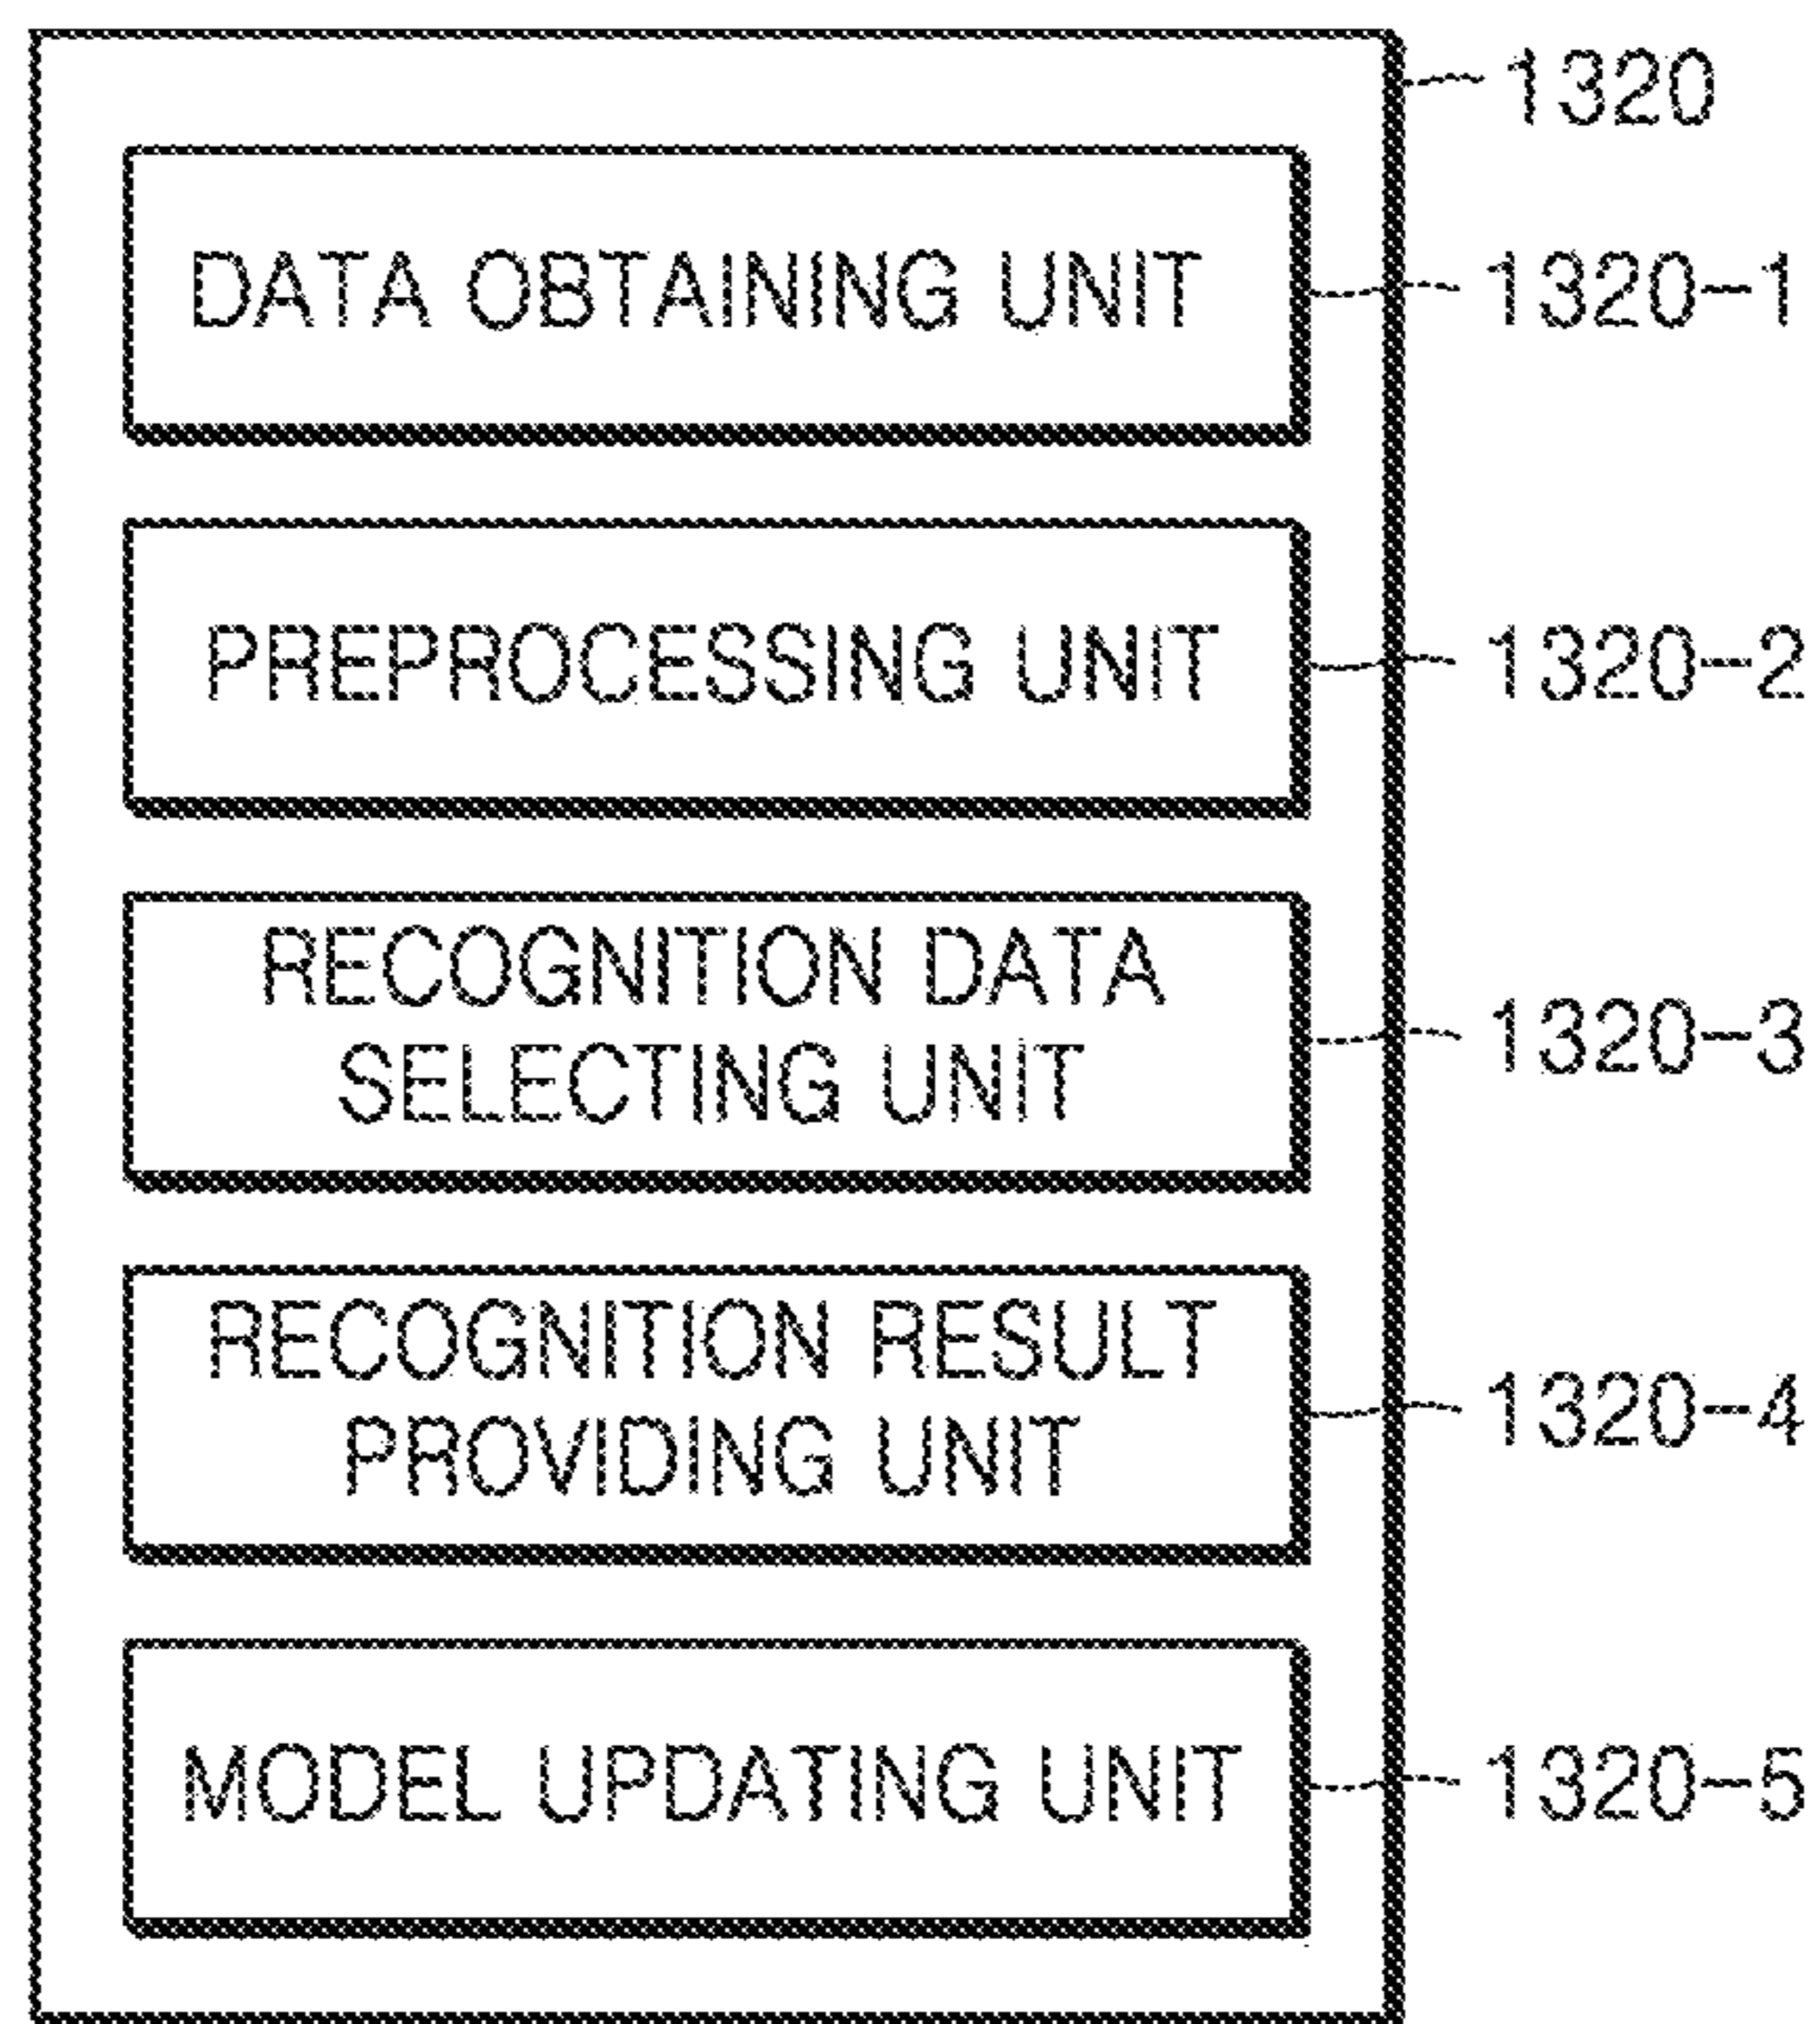 1320
DATA OBTAINING UNIT
1320-1
PREPROCESSING UNIT
1320-2
RECOGNITION DATA
SELECTING UNIT
1320-3
RECOGNITION RESULT
PROVIDING UNIT
1320-4
MODEL UPDATING UNIT
1320-5